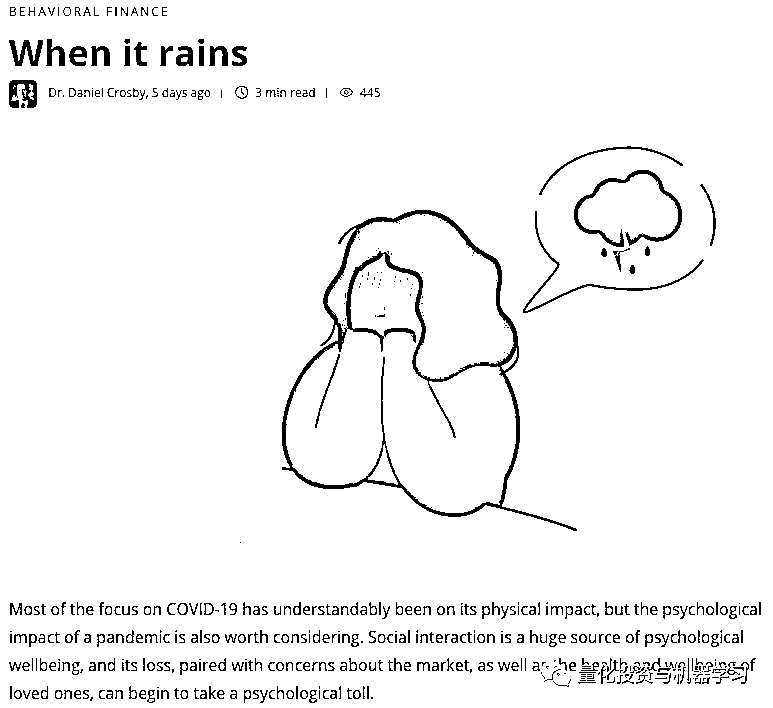 BEHAVIORAL FINANCE
When it rains
Dr. Daniel Crosby, 5 days ago | 3 min read | 445
Most of the focus on COVID-19 has understandably been on its physical impact, but the psychological
impact of a pandemic is also worth considering. Social interaction is a huge source of psychological
wellbeing, and its loss, paired with concerns about the market, as well as the health and wellbeing of
loved ones, can begin to take a psychological toll.
量化投资与机器学习